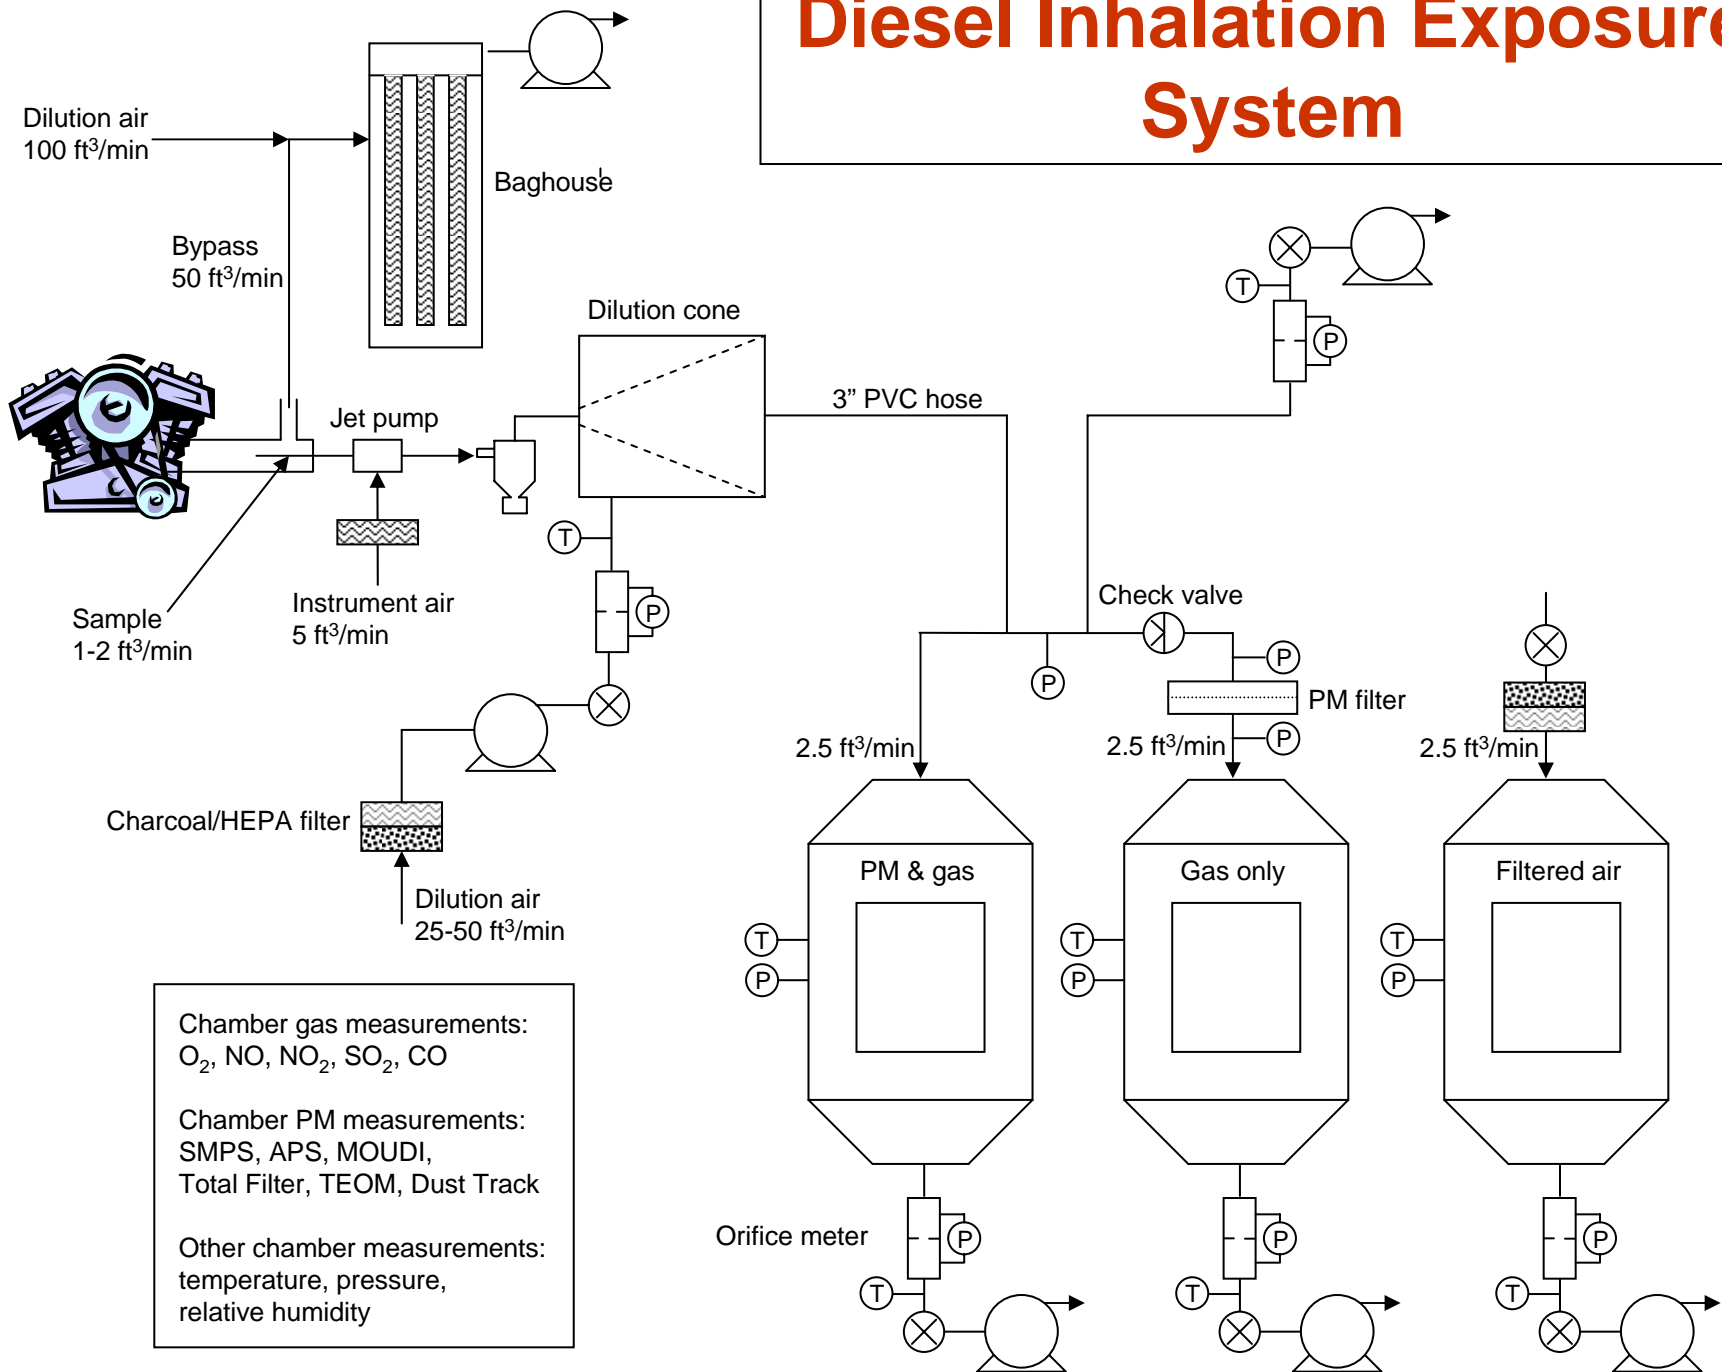 Diesel Inhalation Exposure
System
Dilution air
100 ft³/min
Baghouse
Bypass
50 ft³/min
Dilution cone
T
P
3” PVC hose
Jet pump
T
Instrument air
5 ft³/min
P
Sample
1-2 ft³/min
Check valve
P
P
PM filter
P
2.5 ft³/min
2.5 ft³/min
2.5 ft³/min
Charcoal/HEPA filter
Dilution air
25-50 ft³/min
PM & gas
Gas only
Filtered air
T
P
T
P
T
P
Chamber gas measurements:
O₂, NO, NO₂, SO₂, CO
Chamber PM measurements:
SMPS, APS, MOUDI,
Total Filter, TEOM, Dust Track
Other chamber measurements:
temperature, pressure,
relative humidity
Orifice meter
P
P
P
T
T
T